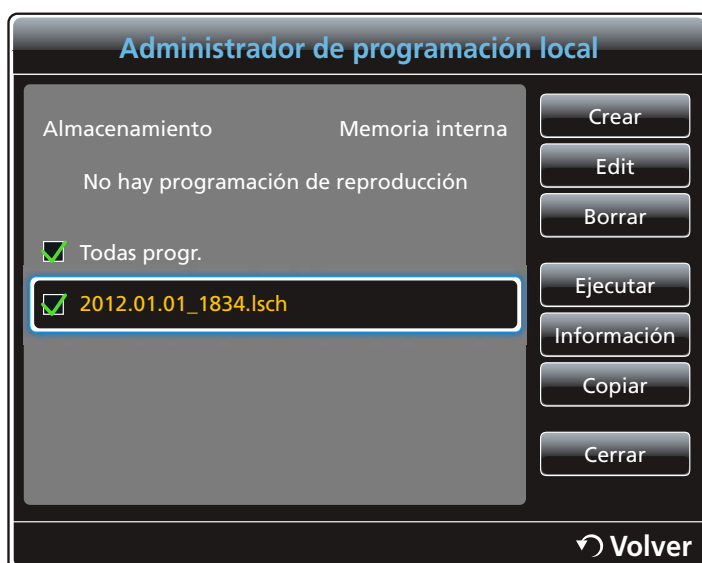 Administrador de programación local
Almacenamiento Memoria interna
No hay programación de reproducción
Todas progr.
2012.01.01_1834.lsch
Crear
Edit
Borrar
Ejecutar
Información
Copiar
Cerrar
Volver